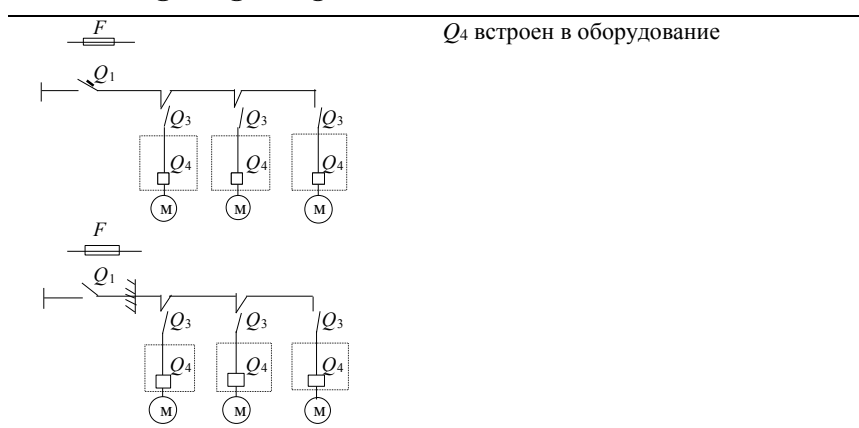 F
Q4 встроен в оборудование
Q1
Q3 Q3 Q3
Q4 Q4 Q4
м м м
F
Q1
Q3 Q3 Q3
Q4 Q4 Q4
м м м